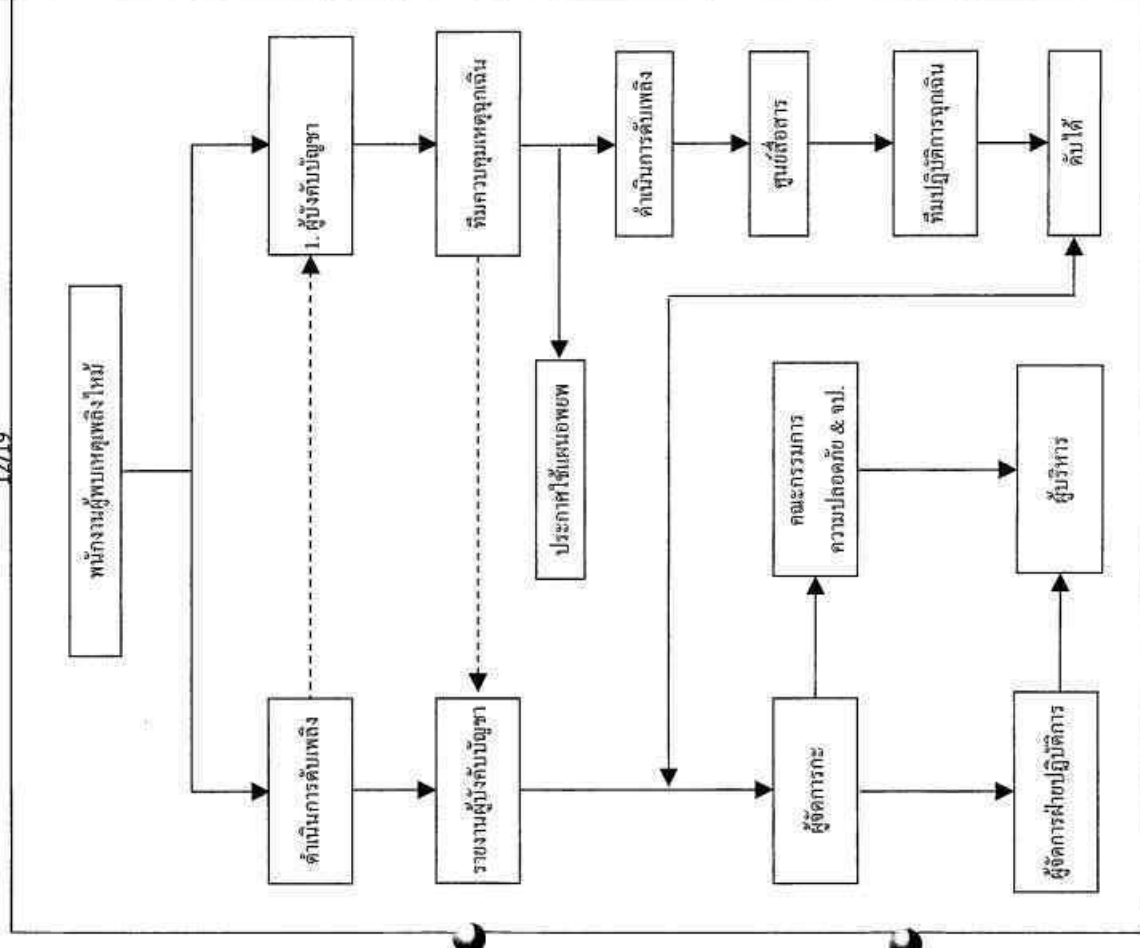 12/19
พนักงานผู้พบเหตุเพลิงไหม้
ดำเนินการดับเพลิง
1. ผู้บังคับบัญชา
รายงานผู้บังคับบัญชา
ทีมควบคุมเหตุฉุกเฉิน
ประกาศใช้แผนอพยพ
ดำเนินการดับเพลิง
ศูนย์สื่อสาร
ทีมปฏิบัติการฉุกเฉิน
ดับได้
ผู้จัดการกะ
คณะกรรมการ
ความปลอดภัย & จป.
ผู้จัดการฝ่ายปฏิบัติการ
ผู้บริหาร